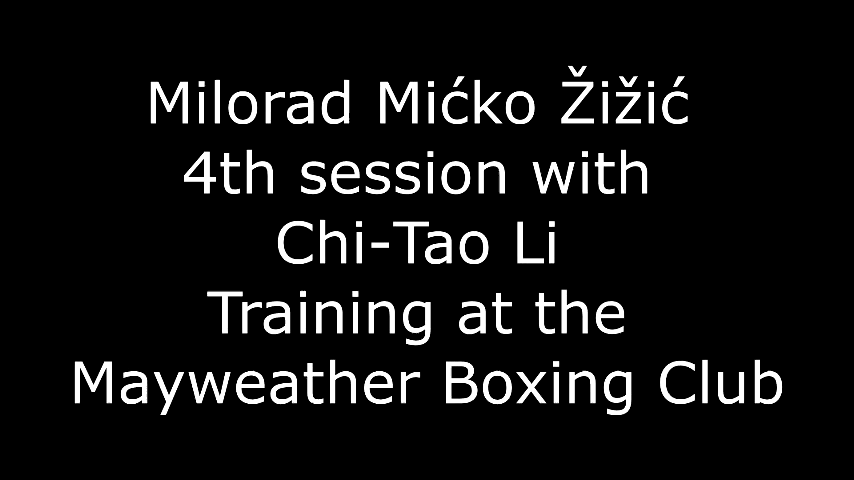 Milorad Mićko Žižić
4th session with
Chi-Tao Li
Training at the
Mayweather Boxing Club